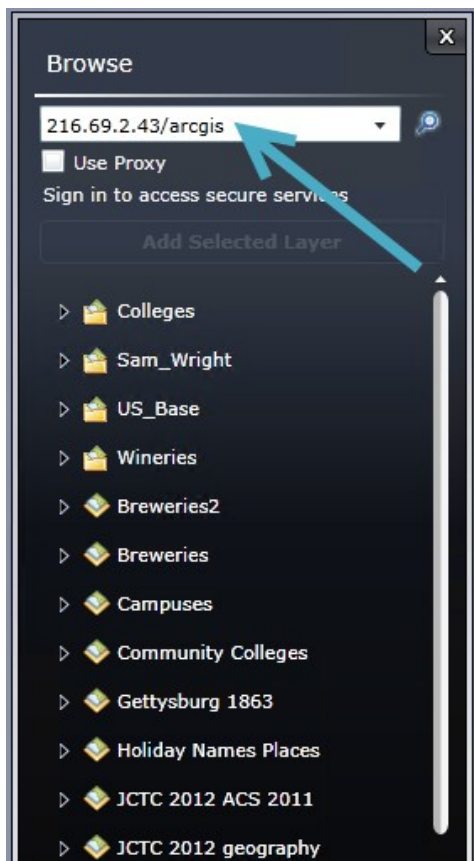 X
Browse
216.69.2.43/arcgis
Use Proxy
Sign in to access secure services
Add Selected Layer
Colleges
Sam_Wright
US_Base
Wineries
Breweries2
Breweries
Campuses
Community Colleges
Gettysburg 1863
Holiday Names Places
JCTC 2012 ACS 2011
JCTC 2012 geography